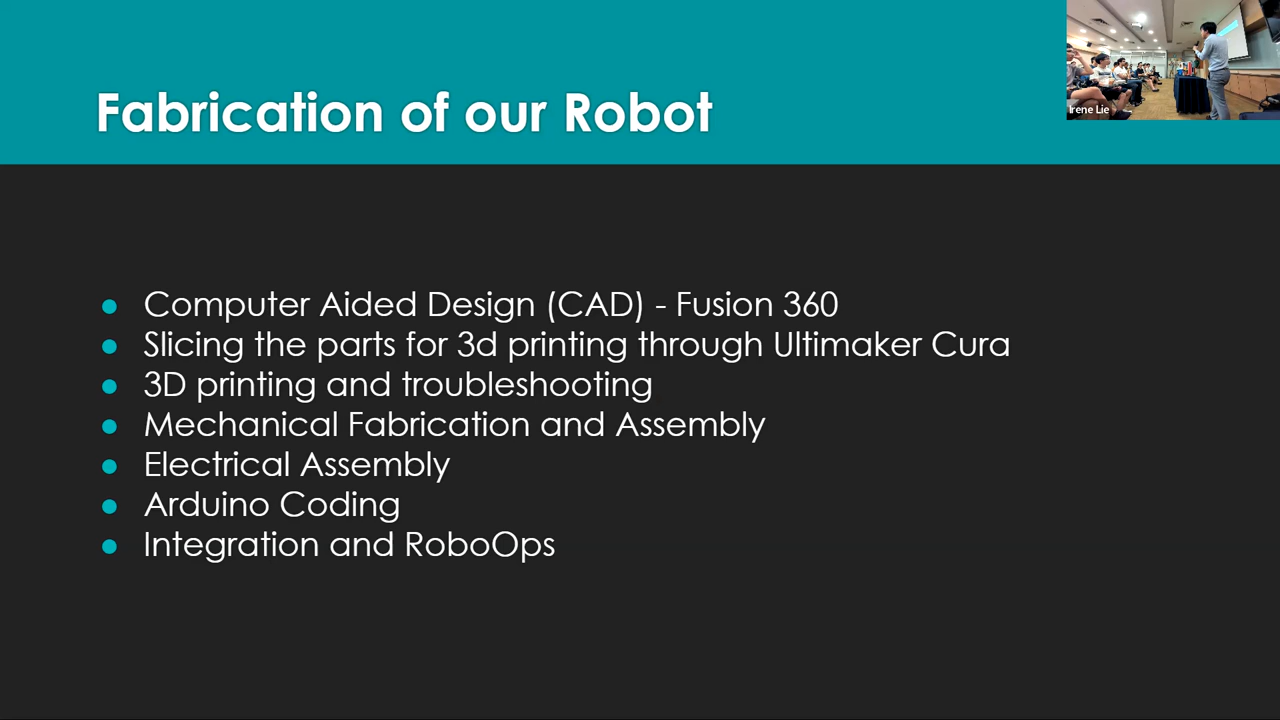 Fabrication of our Robot
Irene Lie
Computer Aided Design (CAD) - Fusion 360
Slicing the parts for 3d printing through Ultimaker Cura
3D printing and troubleshooting
Mechanical Fabrication and Assembly
Electrical Assembly
Arduino Coding
Integration and RoboOps